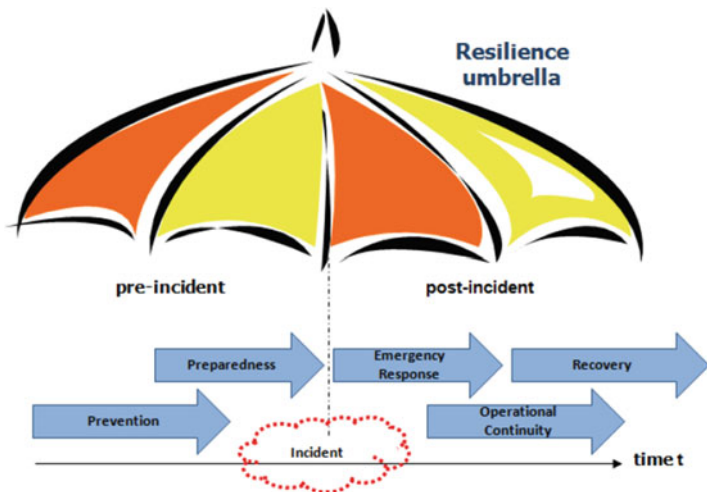 Resilience
umbrella
pre-incident
post-incident
Preparedness
Emergency
Response
Recovery
Prevention
Operational
Continuity
Incident
time t